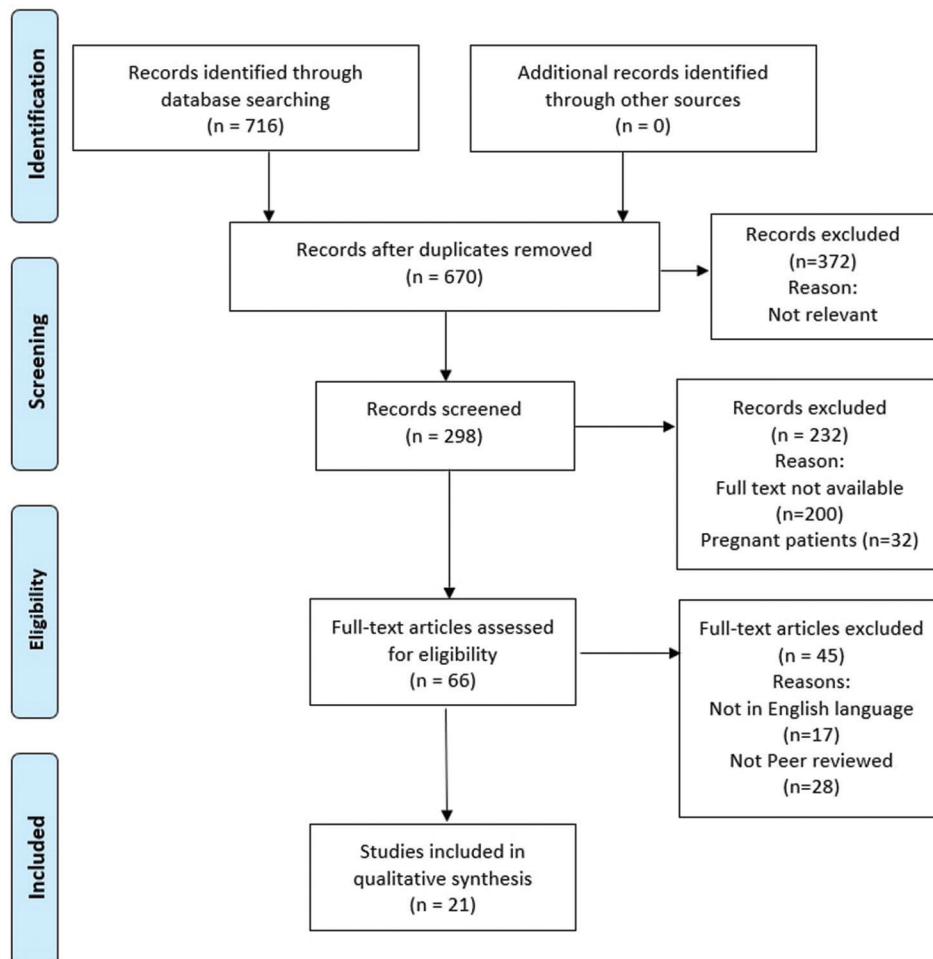 Identification
Records identified through
database searching
(n = 716)
Additional records identified
through other sources
(n = 0)
Records after duplicates removed
(n = 670)
Records excluded
(n=372)
Reason:
Not relevant
Screening
Records screened
(n = 298)
Records excluded
(n = 232)
Reason:
Full text not available
(n=200)
Pregnant patients (n=32)
Eligibility
Full-text articles assessed
for eligibility
(n = 66)
Full-text articles excluded
(n = 45)
Reasons:
Not in English language
(n=17)
Not Peer reviewed
(n=28)
Included
Studies included in
qualitative synthesis
(n = 21)